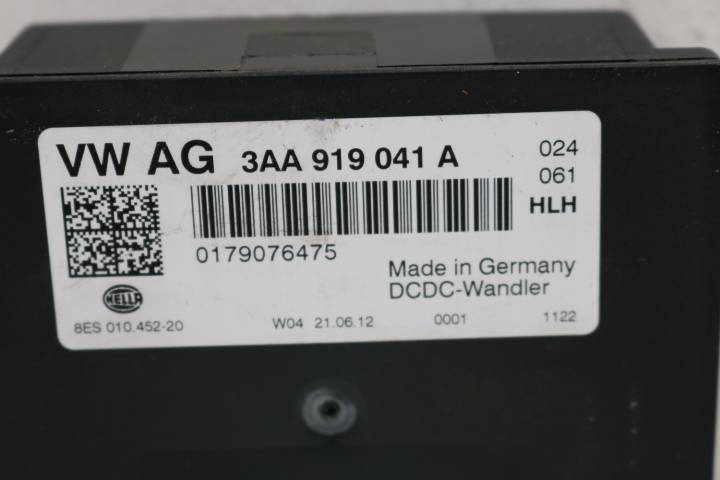 VW AG 3AA 919 041 A
024
061
HLH
0179076475
Made in Germany
DCDC-Wandler
HELLA
8ES 010.452-20 W04 21.06.12 0001 1122